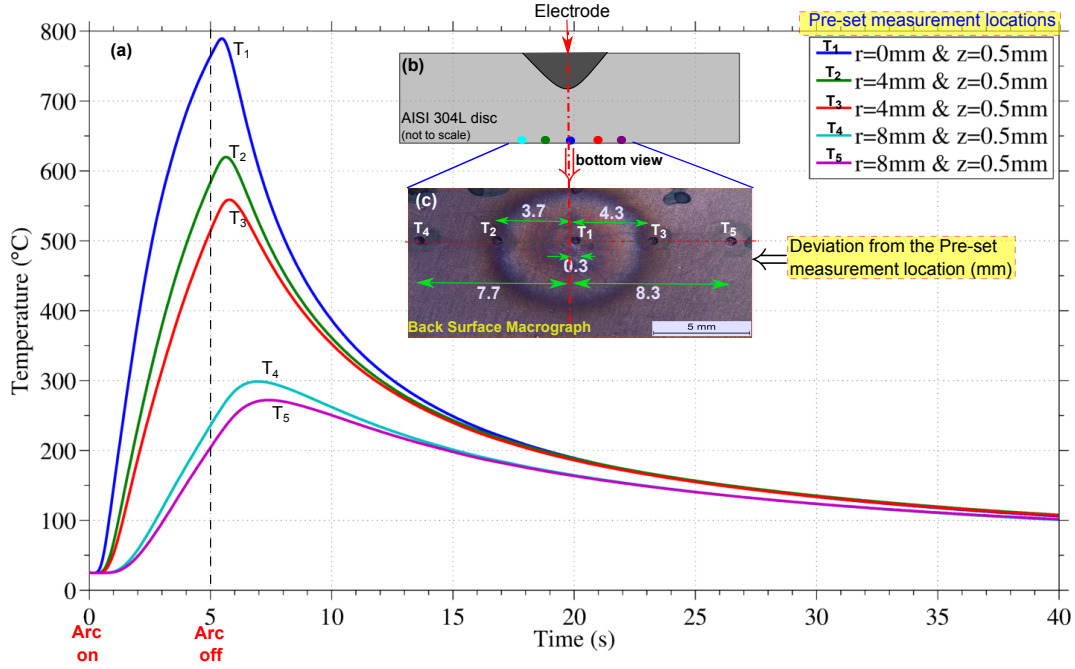 Electrode
Pre-set measurement locations
T1 r=0mm & z=0.5mm
T2 r=4mm & z=0.5mm
T3 r=4mm & z=0.5mm
T4 r=8mm & z=0.5mm
T5 r=8mm & z=0.5mm
(a)
T1
T2
T3
T4
T5
(b)
AISI 304L disc
(not to scale)
bottom view
(c)
3.7 4.3
T4 T2 T1 T3 T5
0.3
7.7 8.3
Back Surface Macrograph
5 mm
Deviation from the Pre-set
measurement location (mm)
Temperature (°C)
800
700
600
500
400
300
200
100
0
0 5 10 15 20 25 30 35 40
Time (s)
Arc
on
Arc
off